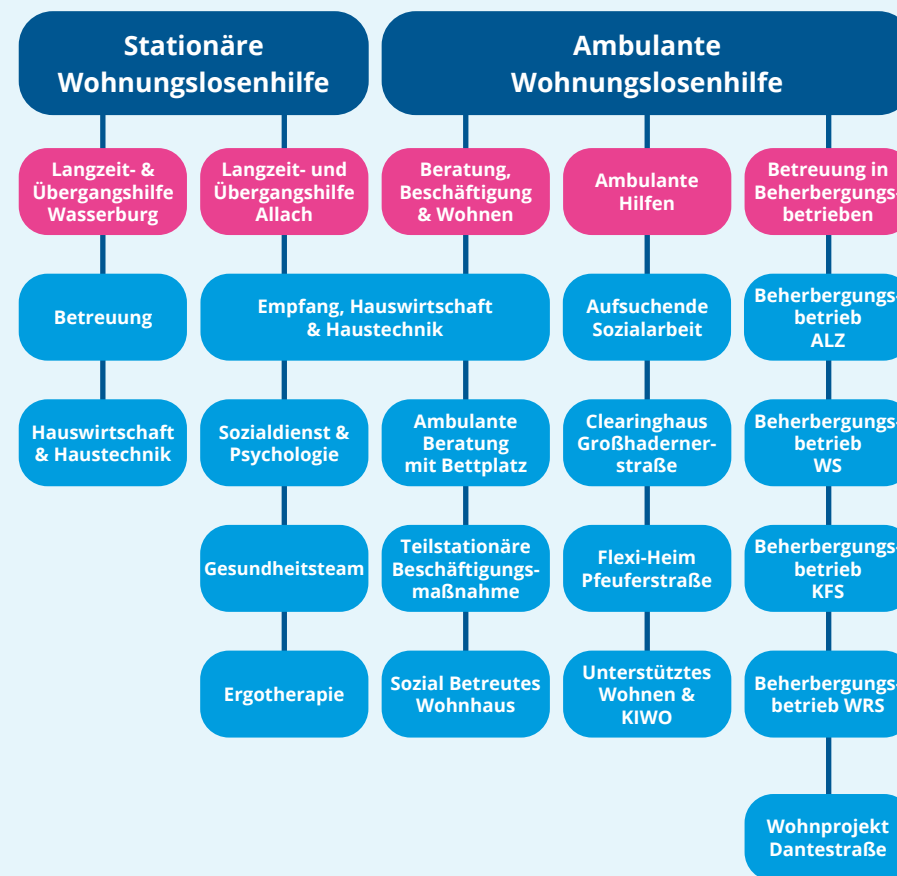 Stationäre
Wohnungslosenhilfe
Ambulante
Wohnungslosenhilfe
Langzeit- &
Übergangshilfe
Wasserburg
Langzeit- und
Übergangshilfe
Allach
Beratung,
Beschäftigung
& Wohnen
Ambulante
Hilfen
Betreuung in
Beherbergungs-
betrieben
Betreuung
Empfang, Hauswirtschaft
& Haustechnik
Aufsuchende
Sozialarbeit
Beherbergungs-
betrieb
ALZ
Hauswirtschaft
& Haustechnik
Sozialdienst &
Psychologie
Ambulante
Beratung
mit Bettplatz
Clearinghaus
Großhaderner-
straße
Beherbergungs-
betrieb
WS
Gesundheitsteam
Teilstationäre
Beschäftigungs-
maßnahme
Flexi-Heim
Pfeuferstraße
Beherbergungs-
betrieb
KFS
Ergotherapie
Sozial Betreutes
Wohnhaus
Unterstütztes
Wohnen &
KIWO
Beherbergungs-
betrieb WRS
Wohnprojekt
Dantestraße